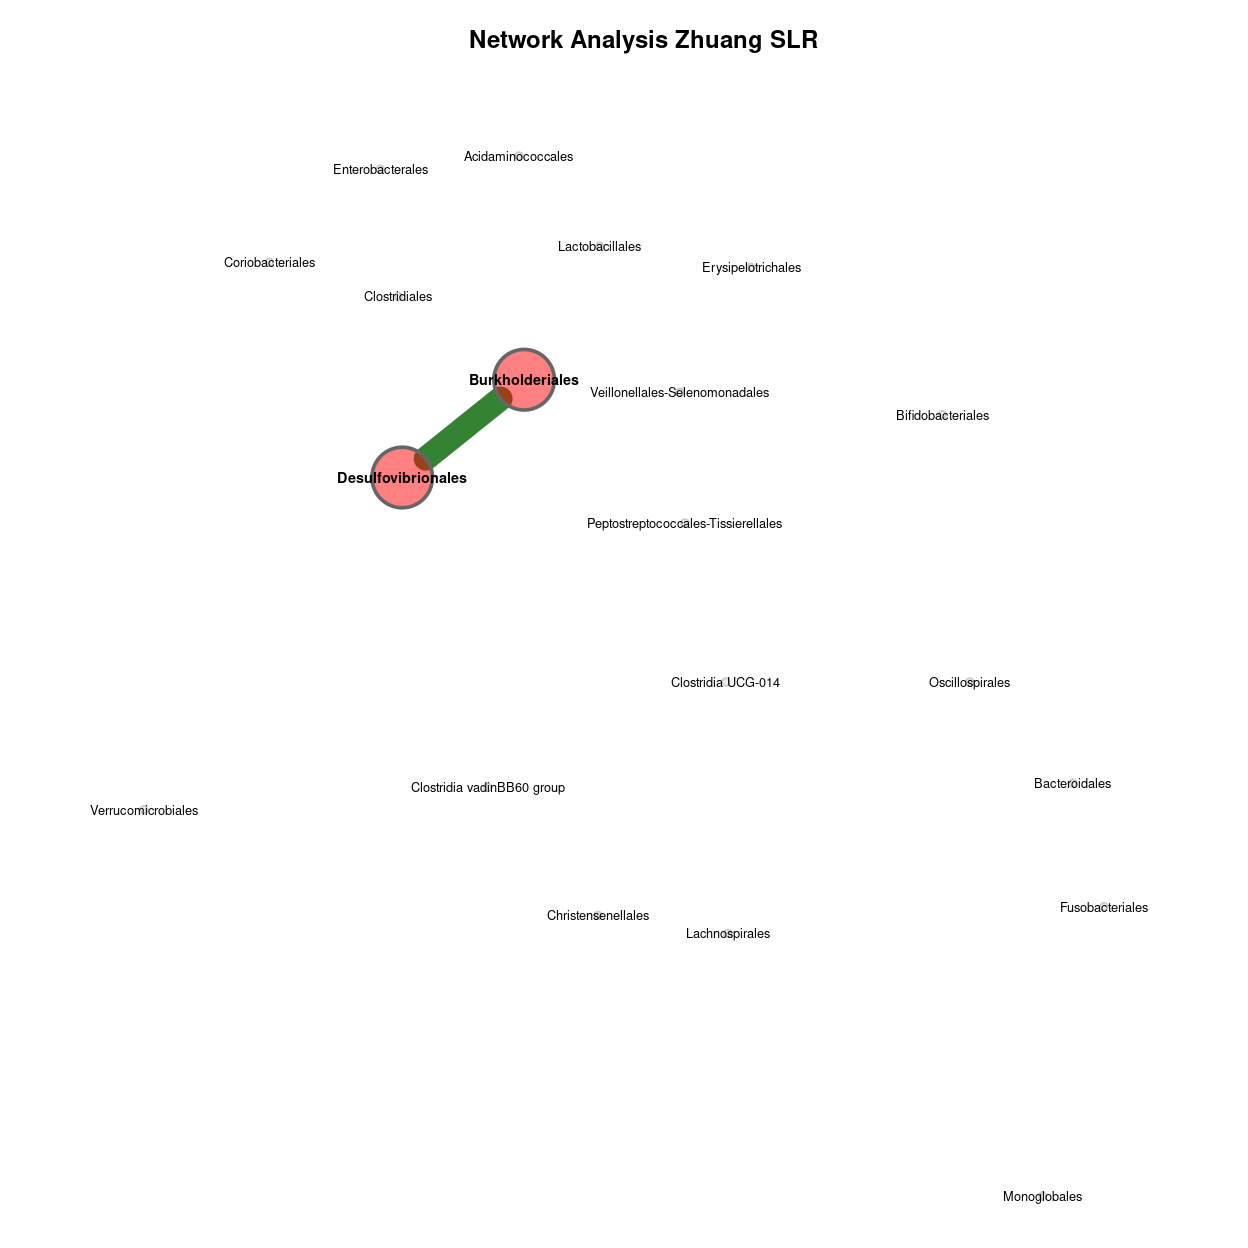 Network Analysis Zhuang SLR
Acidaminococcales
Enterobacterales
Lactobacillales
Coriobacteriales
Erysipelotrichales
Clostridiales
Burkholderiales
Veillonellales-Selenomonadales
Bifidobacteriales
Desulfovibrionales
Peptostreptococcales-Tissierellales
Clostridia UCG-014
Oscillospirales
Bacteroidales
Clostridia vadinBB60 group
Verrucomicrobiales
Fusobacteriales
Christensenellales
Lachnospirales
Monoglobales